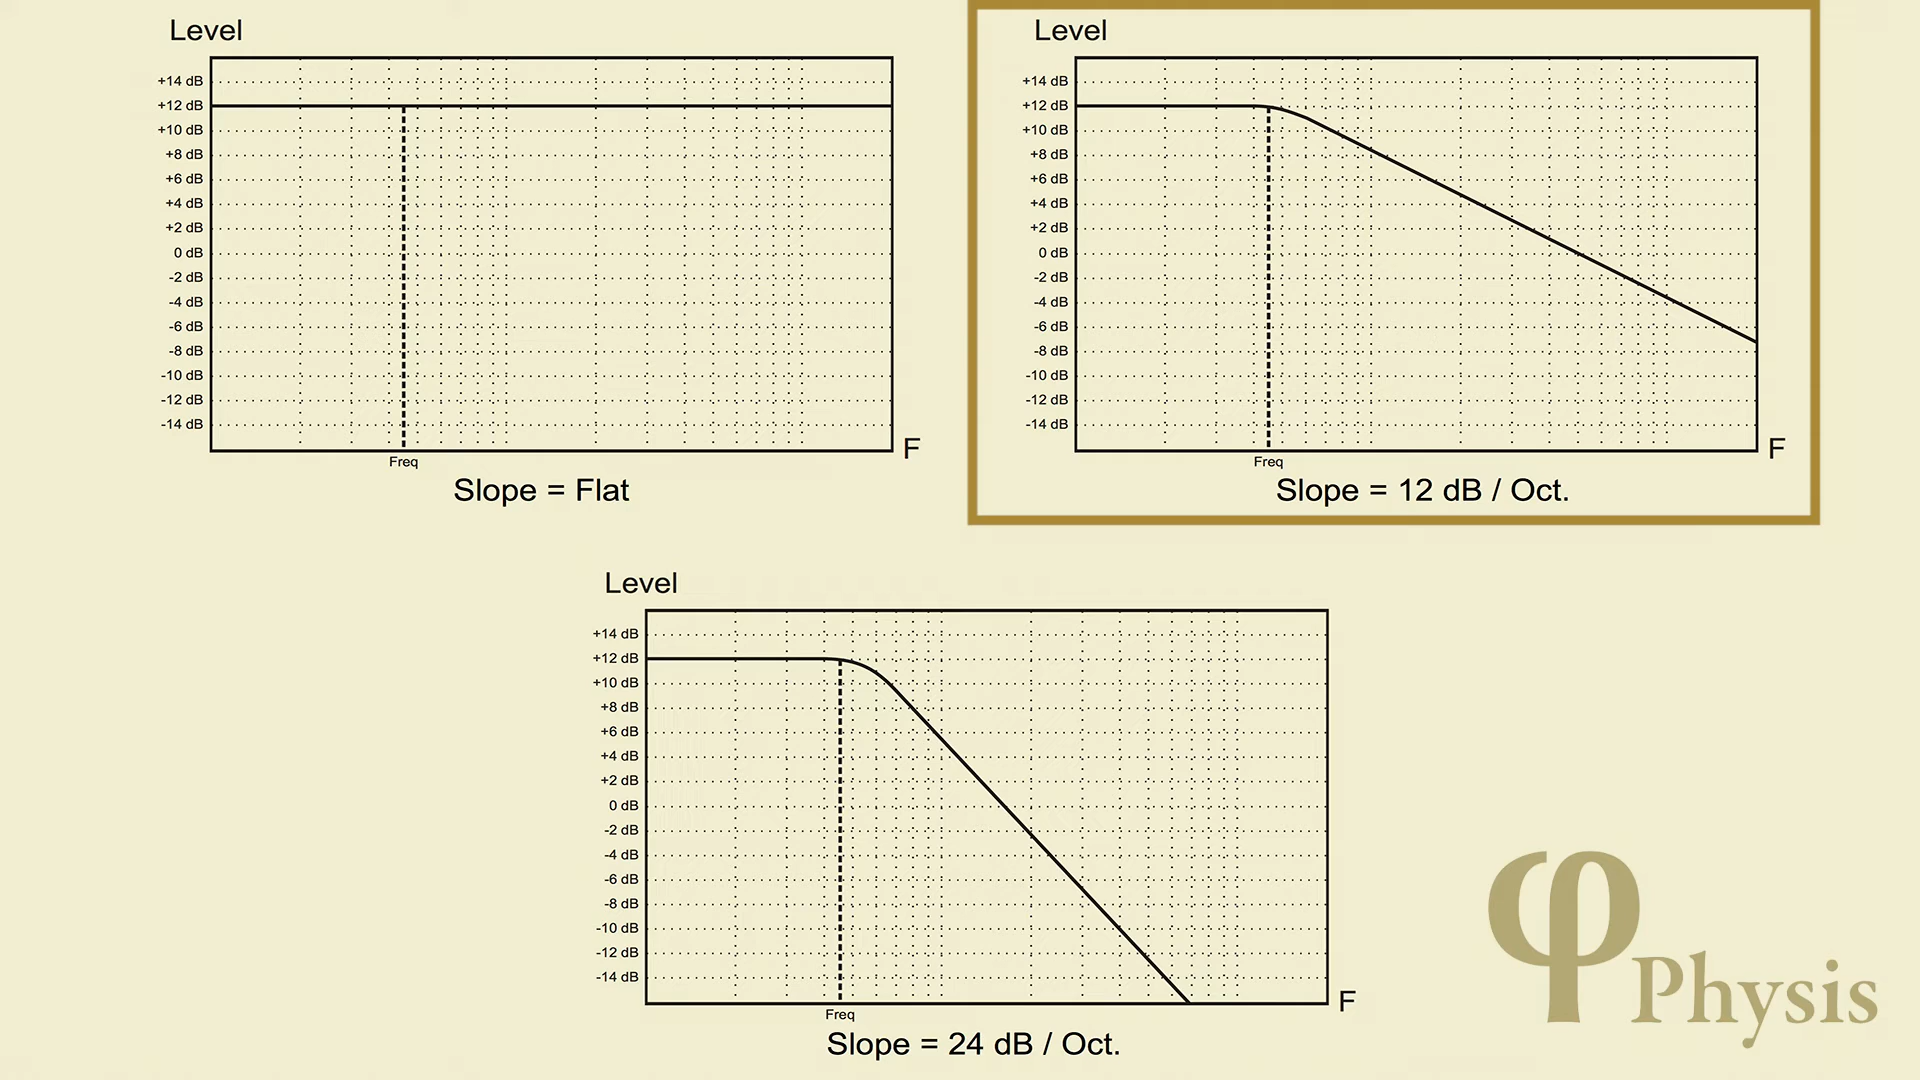 Level
+14 dB
+12 dB
+10 dB
+8 dB
+6 dB
+4 dB
+2 dB
0 dB
-2 dB
-4 dB
-6 dB
-8 dB
-10 dB
-12 dB
-14 dB
F
Freq
Slope = Flat
Level
+14 dB
+12 dB
+10 dB
+8 dB
+6 dB
+4 dB
+2 dB
0 dB
-2 dB
-4 dB
-6 dB
-8 dB
-10 dB
-12 dB
-14 dB
F
Freq
Slope = 12 dB / Oct.
Level
+14 dB
+12 dB
+10 dB
+8 dB
+6 dB
+4 dB
+2 dB
0 dB
-2 dB
-4 dB
-6 dB
-8 dB
-10 dB
-12 dB
-14 dB
F
Freq
Slope = 24 dB / Oct.
φ Physis